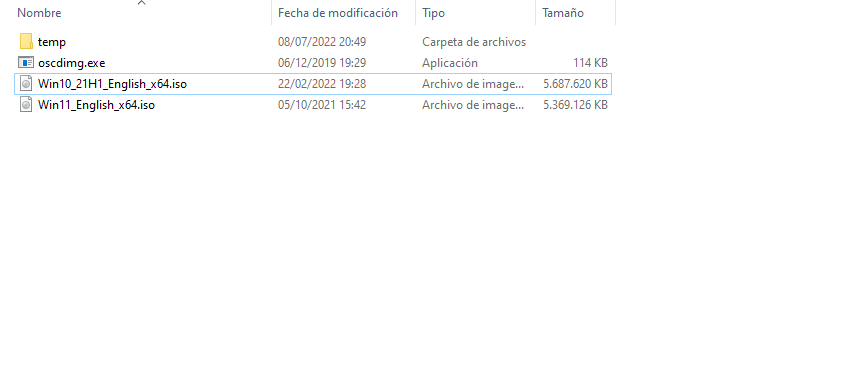 Nombre Fecha de modificación Tipo Tamaño
temp 08/07/2022 20:49 Carpeta de archivos
oscdimg.exe 06/12/2019 19:29 Aplicación 114 KB
Win10_21H1_English_x64.iso 22/02/2022 19:28 Archivo de image... 5.687.620 KB
Win11_English_x64.iso 05/10/2021 15:42 Archivo de image... 5.369.126 KB